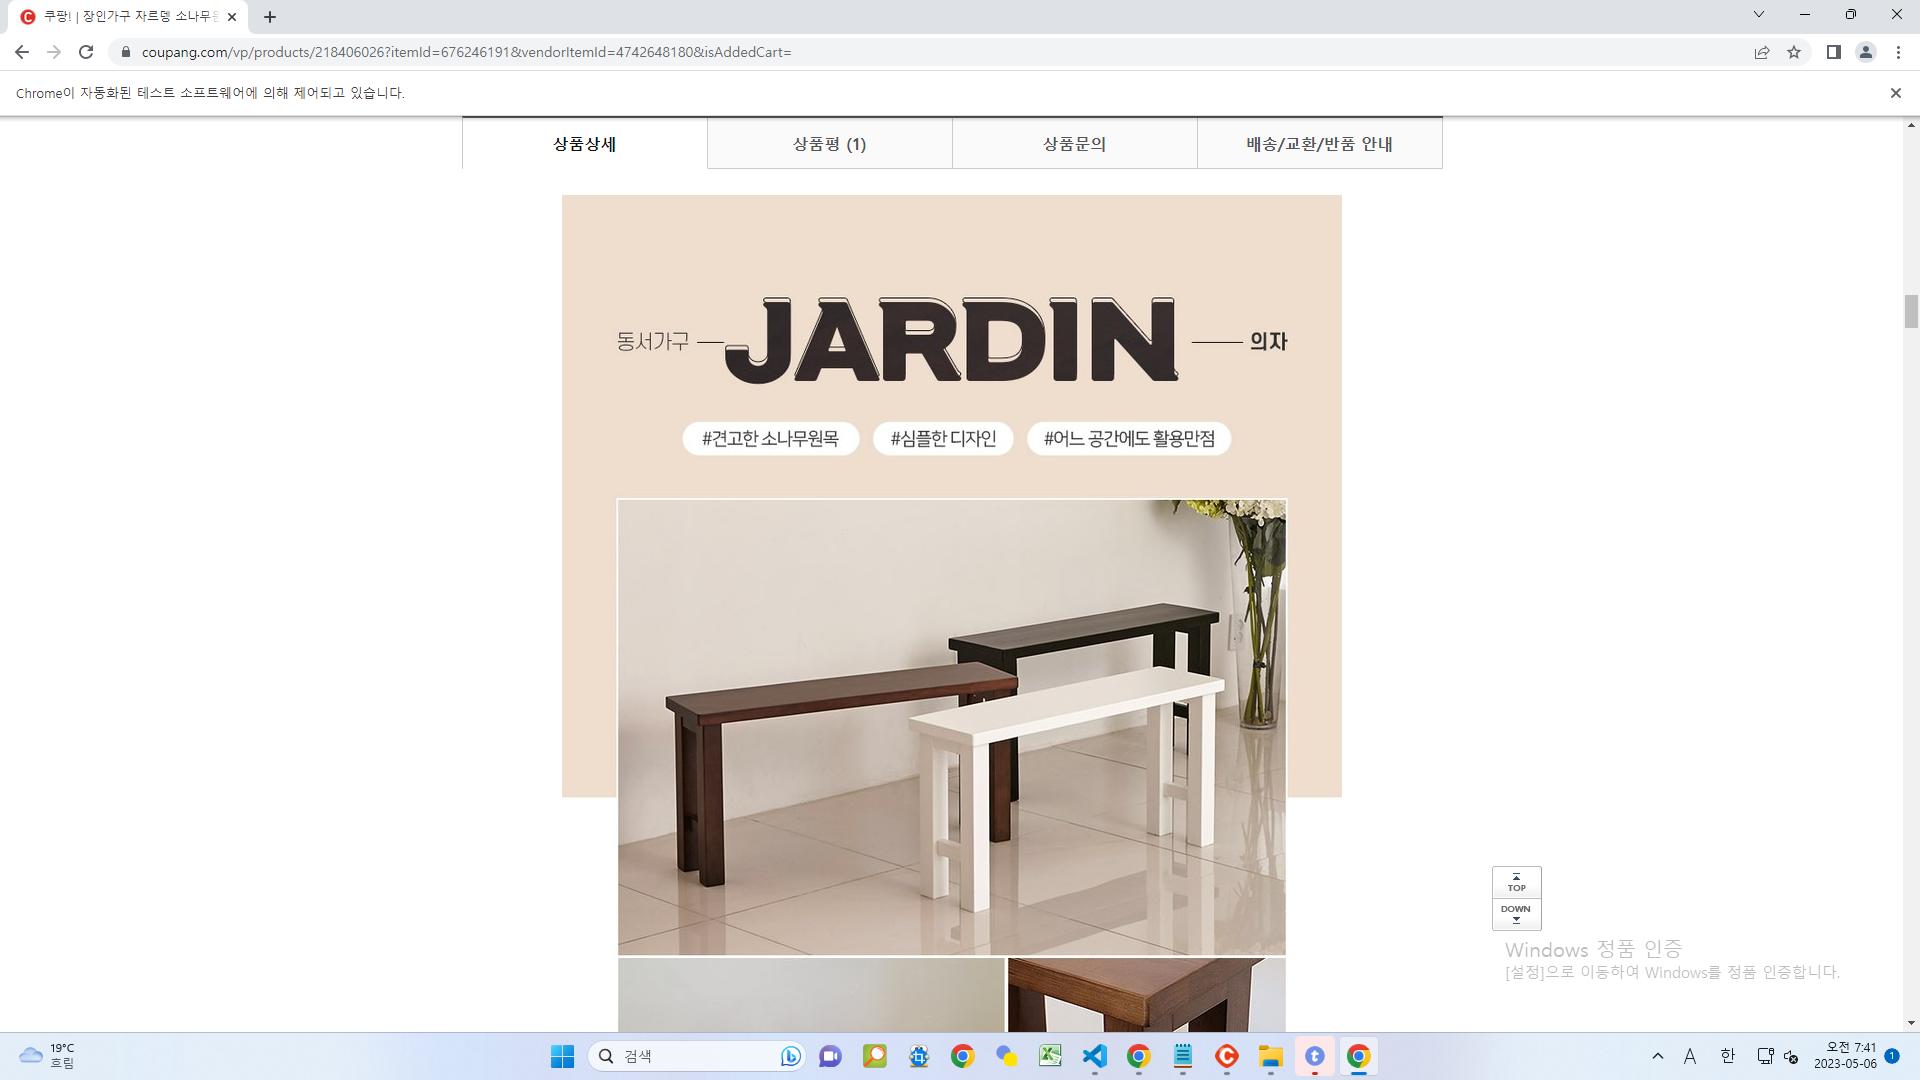 쿠팡! | 장인가구 자르뎅 소나무원
coupang.com/vp/products/218406026?itemId=676246191&vendorItemId=4742648180&isAddedCart=
Chrome이 자동화된 테스트 소프트웨어에 의해 제어되고 있습니다.
상품상세
상품평 (1)
상품문의
배송/교환/반품 안내
동서가구
JARDIN
의자
#견고한 소나무원목
#심플한 디자인
#어느 공간에도 활용만점
TOP
DOWN
Windows 정품 인증
[설정]으로 이동하여 Windows를 정품 인증합니다.
19°C
흐림
검색
A
한
오전 7:41
2023-05-06
1